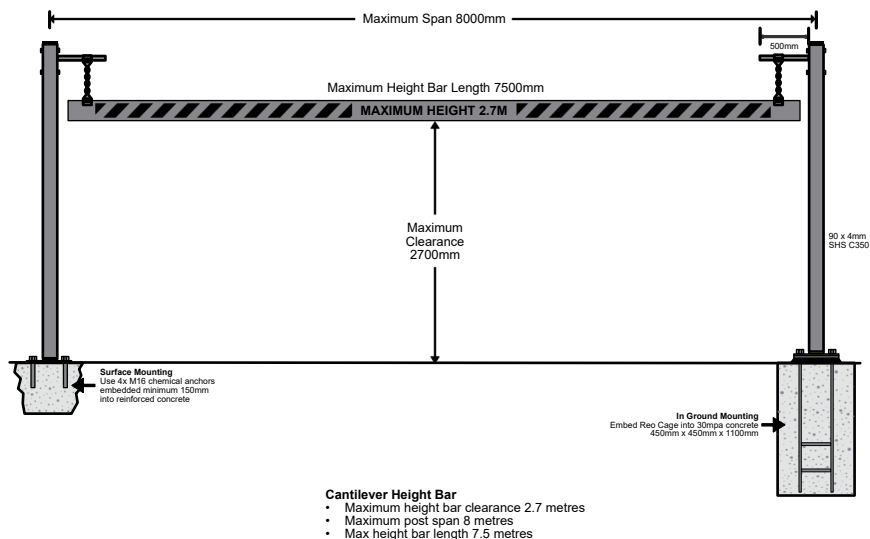 Maximum Span 8000mm
500mm
Maximum Height Bar Length 7500mm
MAXIMUM HEIGHT 2.7M
Maximum
Clearance
2700mm
90 x 4mm
SHS C350
Surface Mounting
Use 4x M16 chemical anchors
embedded minimum 150mm
into reinforced concrete
In Ground Mounting
Embed Reo Cage into 30mpa concrete
450mm x 450mm x 1100mm
Cantilever Height Bar
• Maximum height bar clearance 2.7 metres
• Maximum post span 8 metres
• Max height bar length 7.5 metres